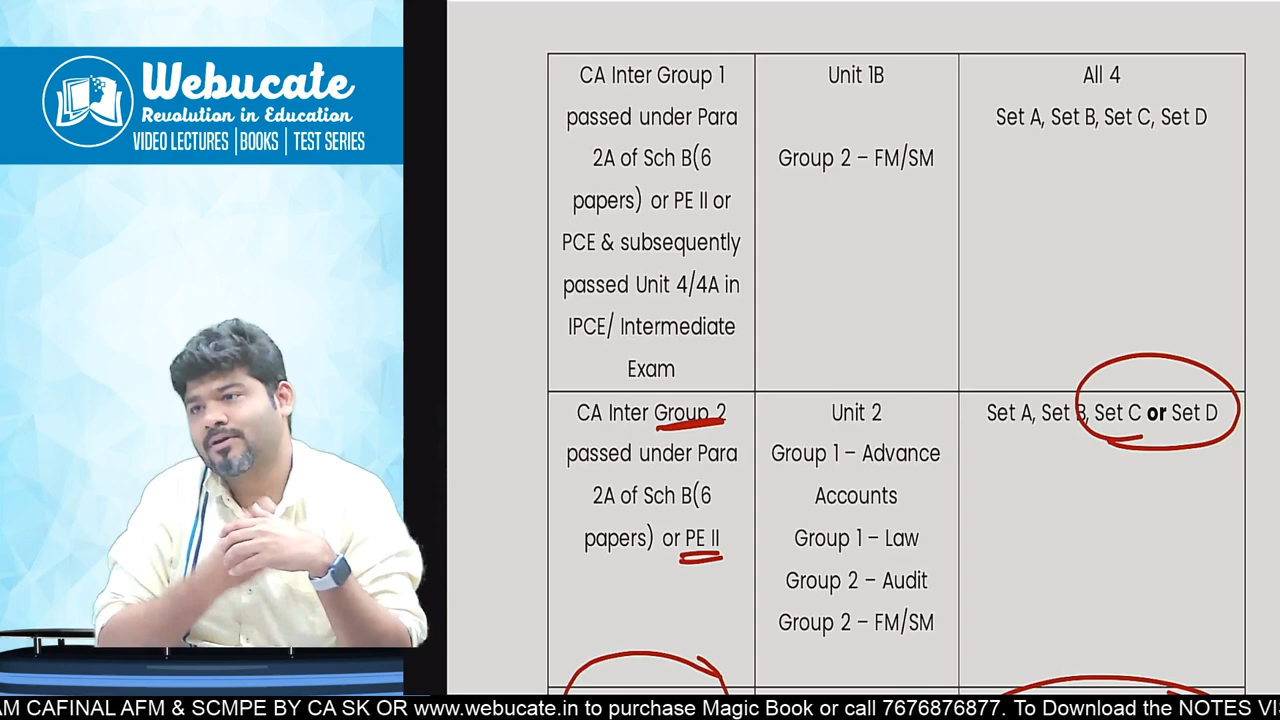 Webucate
Revolution in Education
VIDEO LECTURES | BOOKS | TEST SERIES
CA Inter Group 1
passed under Para
2A of Sch B(6
papers) or PE II or
PCE & subsequently
passed Unit 4/4A in
IPCE/ Intermediate
Exam
Unit 1B
Group 2 – FM/SM
All 4
Set A, Set B, Set C, Set D
CA Inter Group 2
passed under Para
2A of Sch B(6
papers) or PE II
Unit 2
Group 1 – Advance
Accounts
Group 1 – Law
Group 2 – Audit
Group 2 – FM/SM
Set A, Set B, Set C or Set D
AM CAFINAL AFM & SCMPE BY CA SK OR www.webucate.in to purchase Magic Book or call 7676876877. To Download the NOTES VI